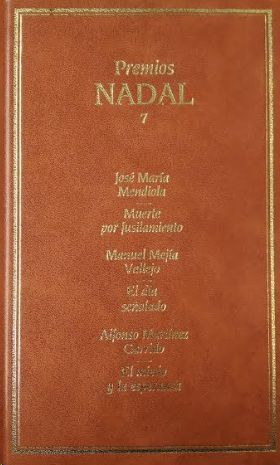 Premios
NADAL
7
José María
Mendiola
Muerte
por fusilamiento
Manuel Mejía
Vallejo
El día
señalado
Alfonso Martínez
Garrido
El miedo
y la esperanza